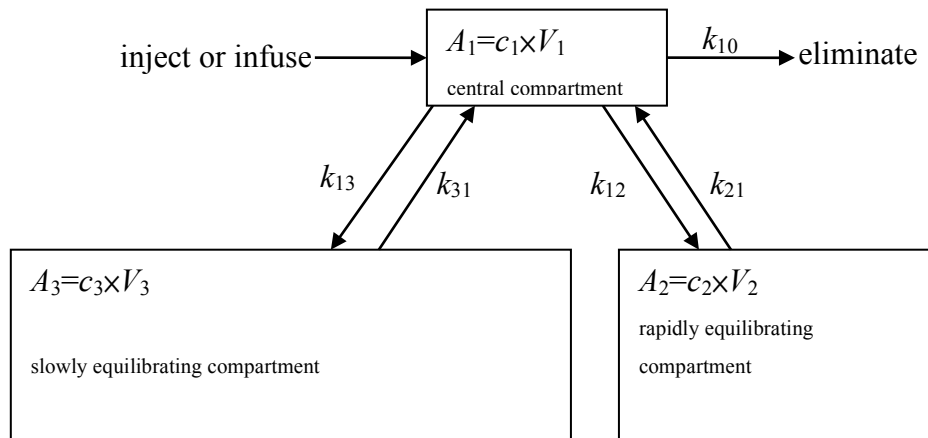 A₁=c₁×V₁
central compartment
inject or infuse
k₁₀
eliminate
k₁₃
k₃₁
k₁₂
k₂₁
A₃=c₃×V₃
slowly equilibrating compartment
A₂=c₂×V₂
rapidly equilibrating
compartment